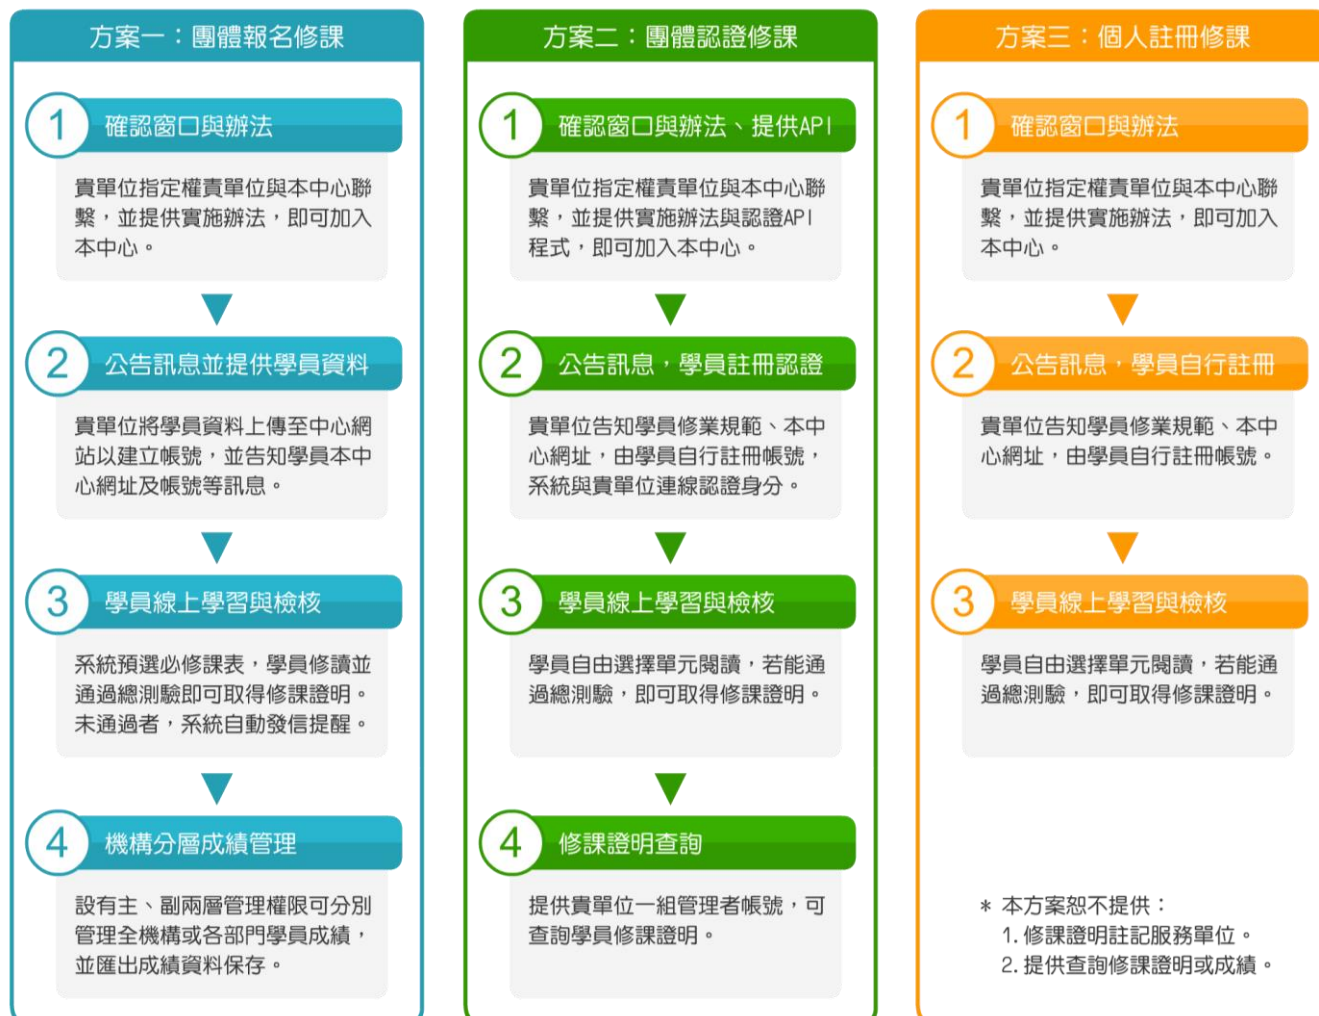 方案一：團體報名修課
1
確認窗口與辦法
貴單位指定權責單位與本中心聯
繫，並提供實施辦法，即可加入
本中心。
2
公告訊息並提供學員資料
貴單位將學員資料上傳至中心網
站以建立帳號，並告知學員本中
心網址及帳號等訊息。
3
學員線上學習與檢核
系統預選必修課表，學員修讀並
通過總測驗即可取得修課證明。
未通過者，系統自動發信提醒。
4
機構分層成績管理
設有主、副兩層管理權限可分別
管理全機構或各部門學員成績，
並匯出成績資料保存。
方案二：團體認證修課
1
確認窗口與辦法、提供API
貴單位指定權責單位與本中心聯
繫，並提供實施辦法與認證API
程式，即可加入本中心。
2
公告訊息，學員註冊認證
貴單位告知學員修業規範、本中
心網址，由學員自行註冊帳號，
系統與貴單位連線認證身分。
3
學員線上學習與檢核
學員自由選擇單元閱讀，若能通
過總測驗，即可取得修課證明。
4
修課證明查詢
提供貴單位一組管理者帳號，可
查詢學員修課證明。
方案三：個人註冊修課
1
確認窗口與辦法
貴單位指定權責單位與本中心聯
繫，並提供實施辦法，即可加入
本中心。
2
公告訊息，學員自行註冊
貴單位告知學員修業規範、本中
心網址，由學員自行註冊帳號。
3
學員線上學習與檢核
學員自由選擇單元閱讀，若能通
過總測驗，即可取得修課證明。
* 本方案恕不提供：
1. 修課證明註記服務單位。
2. 提供查詢修課證明或成績。